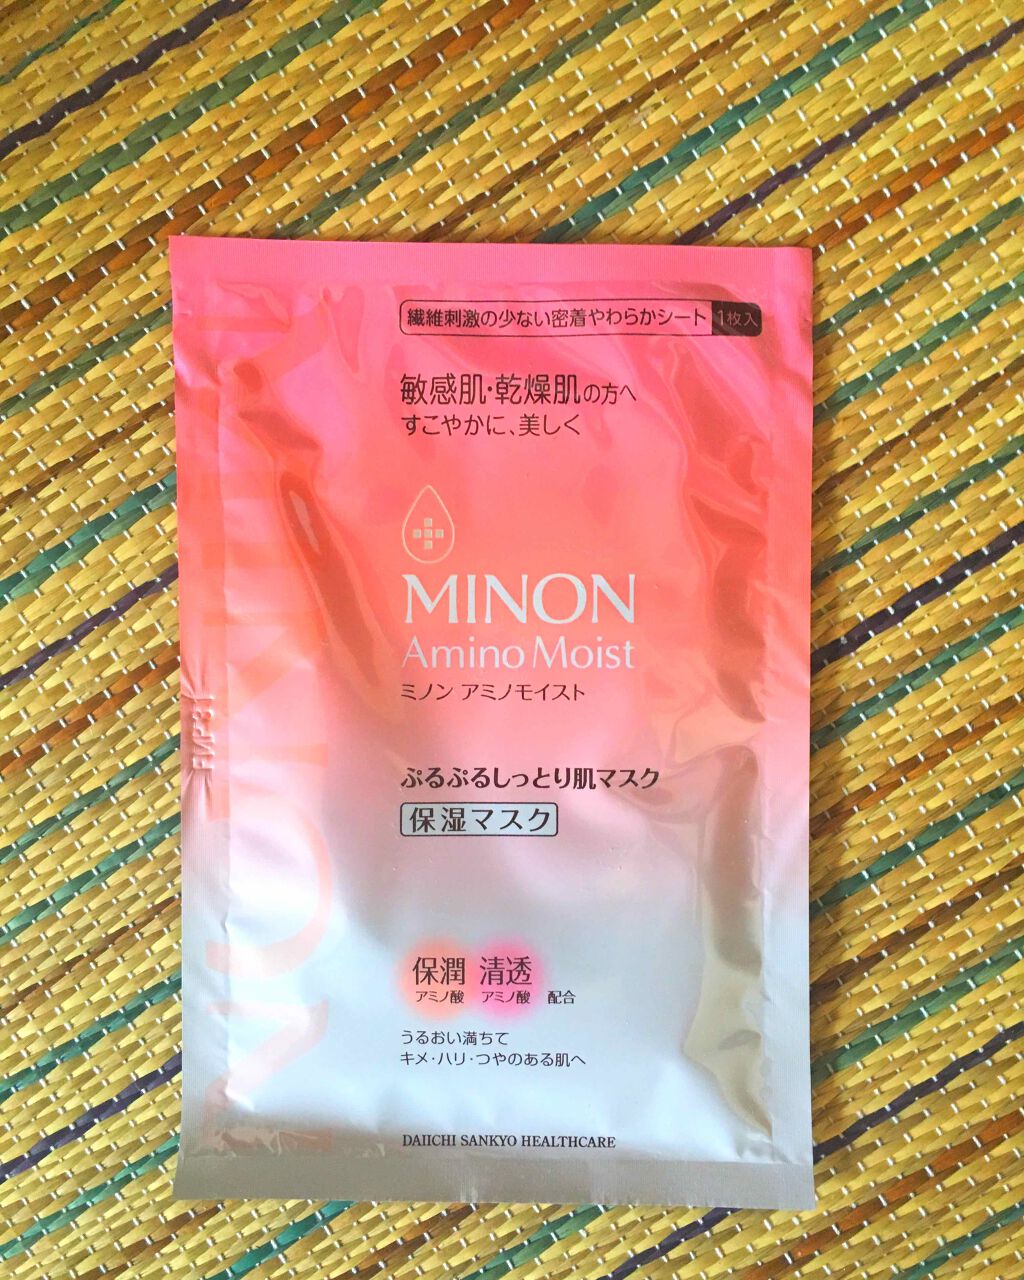 繊維刺激の少ない密着やわらかシート 1枚入
敏感肌・乾燥肌の方へ
すこやかに、美しく
MINON
Amino Moist
ミノン アミノモイスト
ぷるぷるしっとり肌マスク
保湿マスク
保潤 清透
アミノ酸 アミノ酸 配合
うるおい満ちて
キメ・ハリ・つやのある肌へ
DAIICHI SANKYO HEALTHCARE
MINON